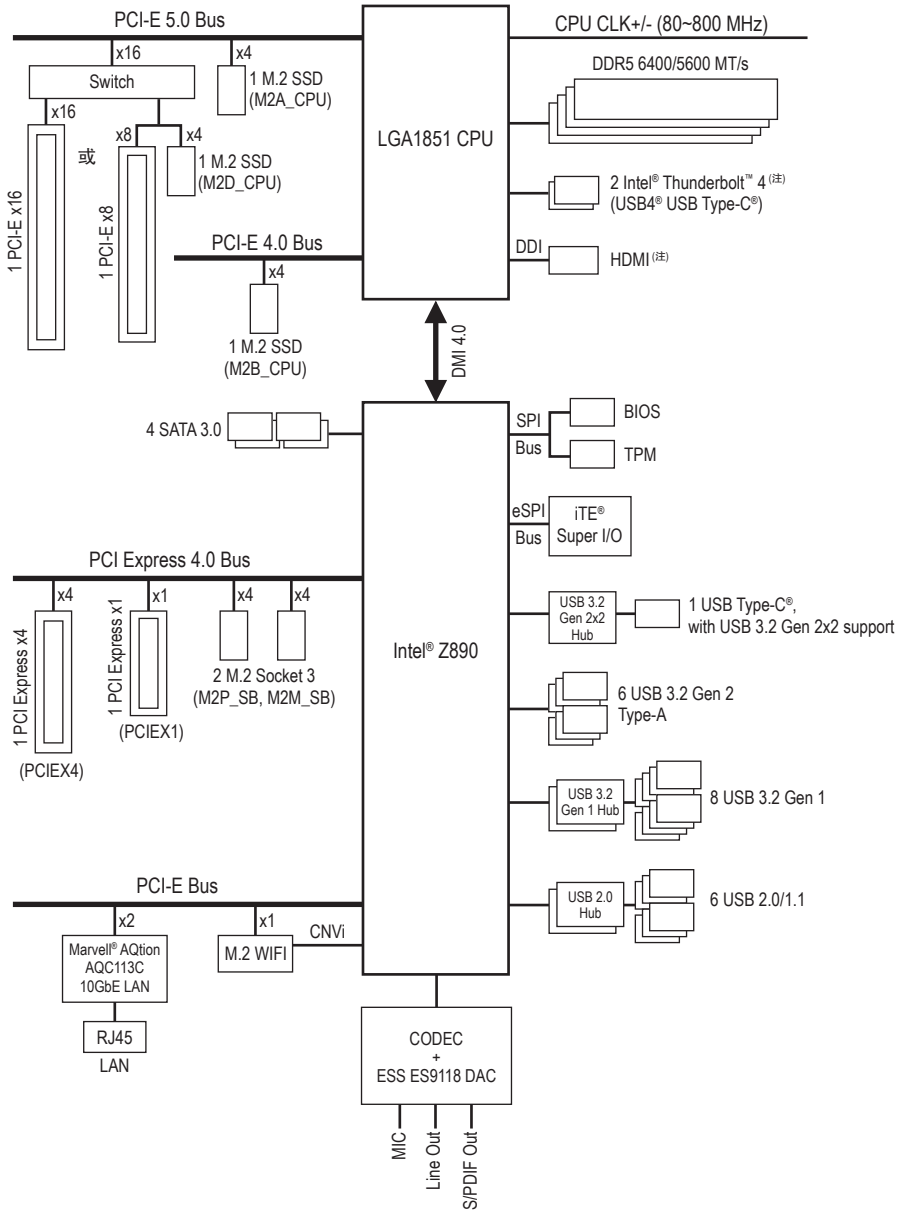 PCI-E 5.0 Bus
CPU CLK+/- (80~800 MHz)
x16
x4
DDR5 6400/5600 MT/s
Switch
1 M.2 SSD
(M2A_CPU)
LGA1851 CPU
x16
或
x8
x4
1 M.2 SSD
(M2D_CPU)
1 PCI-E x16
1 PCI-E x8
2 Intel® Thunderbolt™ 4 (注)
(USB4® USB Type-C®)
PCI-E 4.0 Bus
DDI
HDMI (注)
x4
1 M.2 SSD
(M2B_CPU)
DMI 4.0
4 SATA 3.0
SPI
Bus
BIOS
TPM
eSPI
Bus
iTE®
Super I/O
PCI Express 4.0 Bus
x4
x1
x4
x4
1 PCI Express x4
(PCIEX4)
1 PCI Express x1
(PCIEX1)
2 M.2 Socket 3
(M2P_SB, M2M_SB)
Intel® Z890
USB 3.2
Gen 2x2
Hub
1 USB Type-C®,
with USB 3.2 Gen 2x2 support
6 USB 3.2 Gen 2
Type-A
USB 3.2
Gen 1 Hub
8 USB 3.2 Gen 1
USB 2.0
Hub
6 USB 2.0/1.1
PCI-E Bus
x2
x1
CNVi
Marvell® AQtion
AQC113C
10GbE LAN
M.2 WIFI
RJ45
LAN
CODEC
+
ESS ES9118 DAC
MIC
Line Out
S/PDIF Out